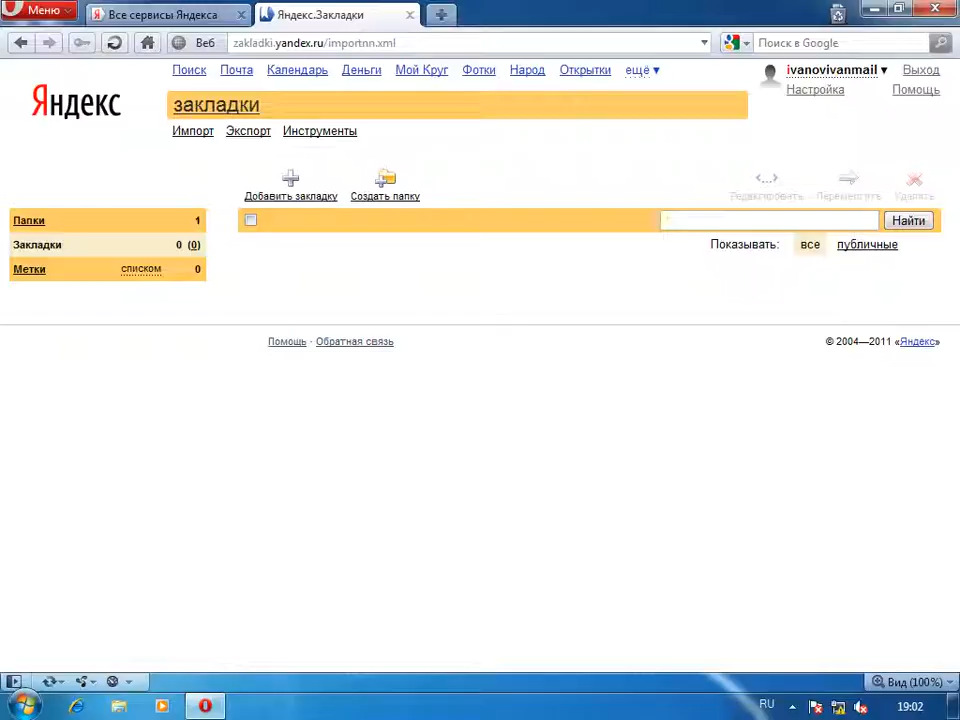 Меню
Все сервисы Яндекса
Яндекс.Закладки
Веб
zakladki.yandex.ru/importnn.xml
Поиск в Google
Поиск Почта Календарь Деньги Мой Круг Фотки Народ Открытки ещё ▼
ivanovivanmail ▼ Выход
Настройка Помощь
Яндекс
закладки
Импорт Экспорт Инструменты
Добавить закладку Создать папку Редактировать Переместить Удалить
Папки 1
Найти
Закладки 0 (0)
Показывать: все публичные
Метки списком 0
Помощь · Обратная связь
© 2004—2011 «Яндекс»
Вид (100%)
RU
19:02